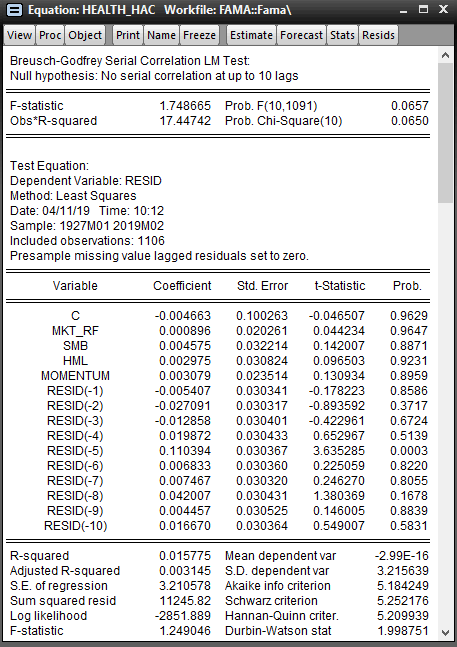 Equation: HEALTH_HAC Workfile: FAMA::Fama\
View Proc Object Print Name Freeze Estimate Forecast Stats Resids
Breusch-Godfrey Serial Correlation LM Test:
Null hypothesis: No serial correlation at up to 10 lags
F-statistic 1.748665 Prob. F(10,1091) 0.0657
Obs*R-squared 17.44742 Prob. Chi-Square(10) 0.0650
Test Equation:
Dependent Variable: RESID
Method: Least Squares
Date: 04/11/19 Time: 10:12
Sample: 1927M01 2019M02
Included observations: 1106
Presample missing value lagged residuals set to zero.
Variable Coefficient Std. Error t-Statistic Prob.
C -0.004663 0.100263 -0.046507 0.9629
MKT_RF 0.000896 0.020261 0.044234 0.9647
SMB 0.004575 0.032214 0.142007 0.8871
HML 0.002975 0.030824 0.096503 0.9231
MOMENTUM 0.003079 0.023514 0.130934 0.8959
RESID(-1) -0.005407 0.030341 -0.178223 0.8586
RESID(-2) -0.027091 0.030317 -0.893592 0.3717
RESID(-3) -0.012858 0.030401 -0.422961 0.6724
RESID(-4) 0.019872 0.030433 0.652967 0.5139
RESID(-5) 0.110394 0.030367 3.635285 0.0003
RESID(-6) 0.006833 0.030360 0.225059 0.8220
RESID(-7) 0.007467 0.030320 0.246270 0.8055
RESID(-8) 0.042007 0.030431 1.380369 0.1678
RESID(-9) 0.004457 0.030525 0.146005 0.8839
RESID(-10) 0.016670 0.030364 0.549007 0.5831
R-squared 0.015775 Mean dependent var -2.99E-16
Adjusted R-squared 0.003145 S.D. dependent var 3.215639
S.E. of regression 3.210578 Akaike info criterion 5.184249
Sum squared resid 11245.82 Schwarz criterion 5.252176
Log likelihood -2851.889 Hannan-Quinn criter. 5.209939
F-statistic 1.249046 Durbin-Watson stat 1.998751